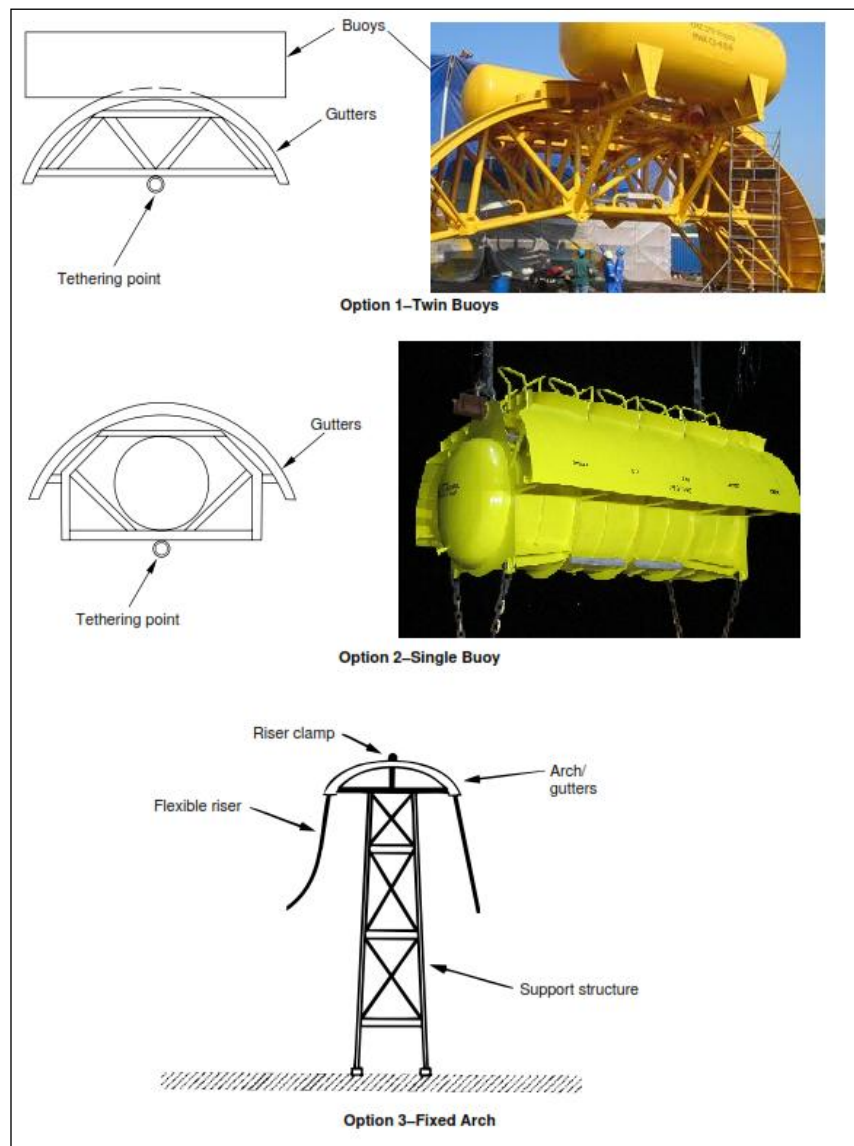 Buoys
Gutters
Tethering point
Option 1–Twin Buoys
Gutters
Tethering point
Option 2–Single Buoy
Riser clamp
Arch/
gutters
Flexible riser
Support structure
Option 3–Fixed Arch